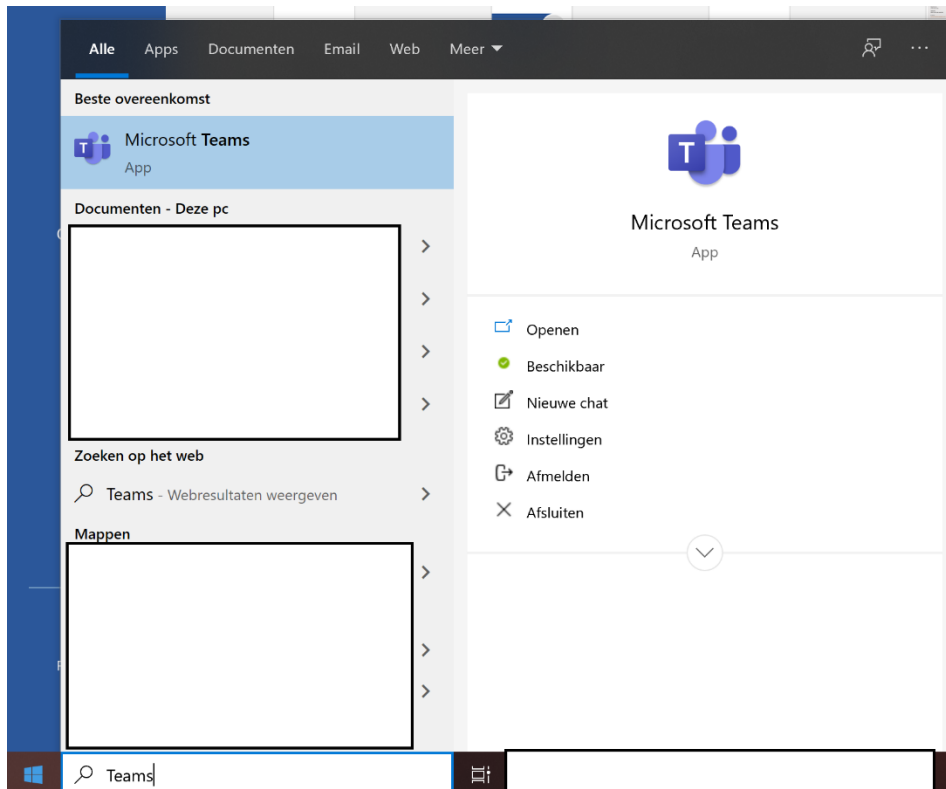 Alle Apps Documenten Email Web Meer
Beste overeenkomst
Microsoft Teams
App
Documenten - Deze pc
Zoeken op het web
Teams - Webresultaten weergeven
Mappen
Teams
T
Microsoft Teams
App
Openen
Beschikbaar
Nieuwe chat
Instellingen
Afmelden
Afsluiten